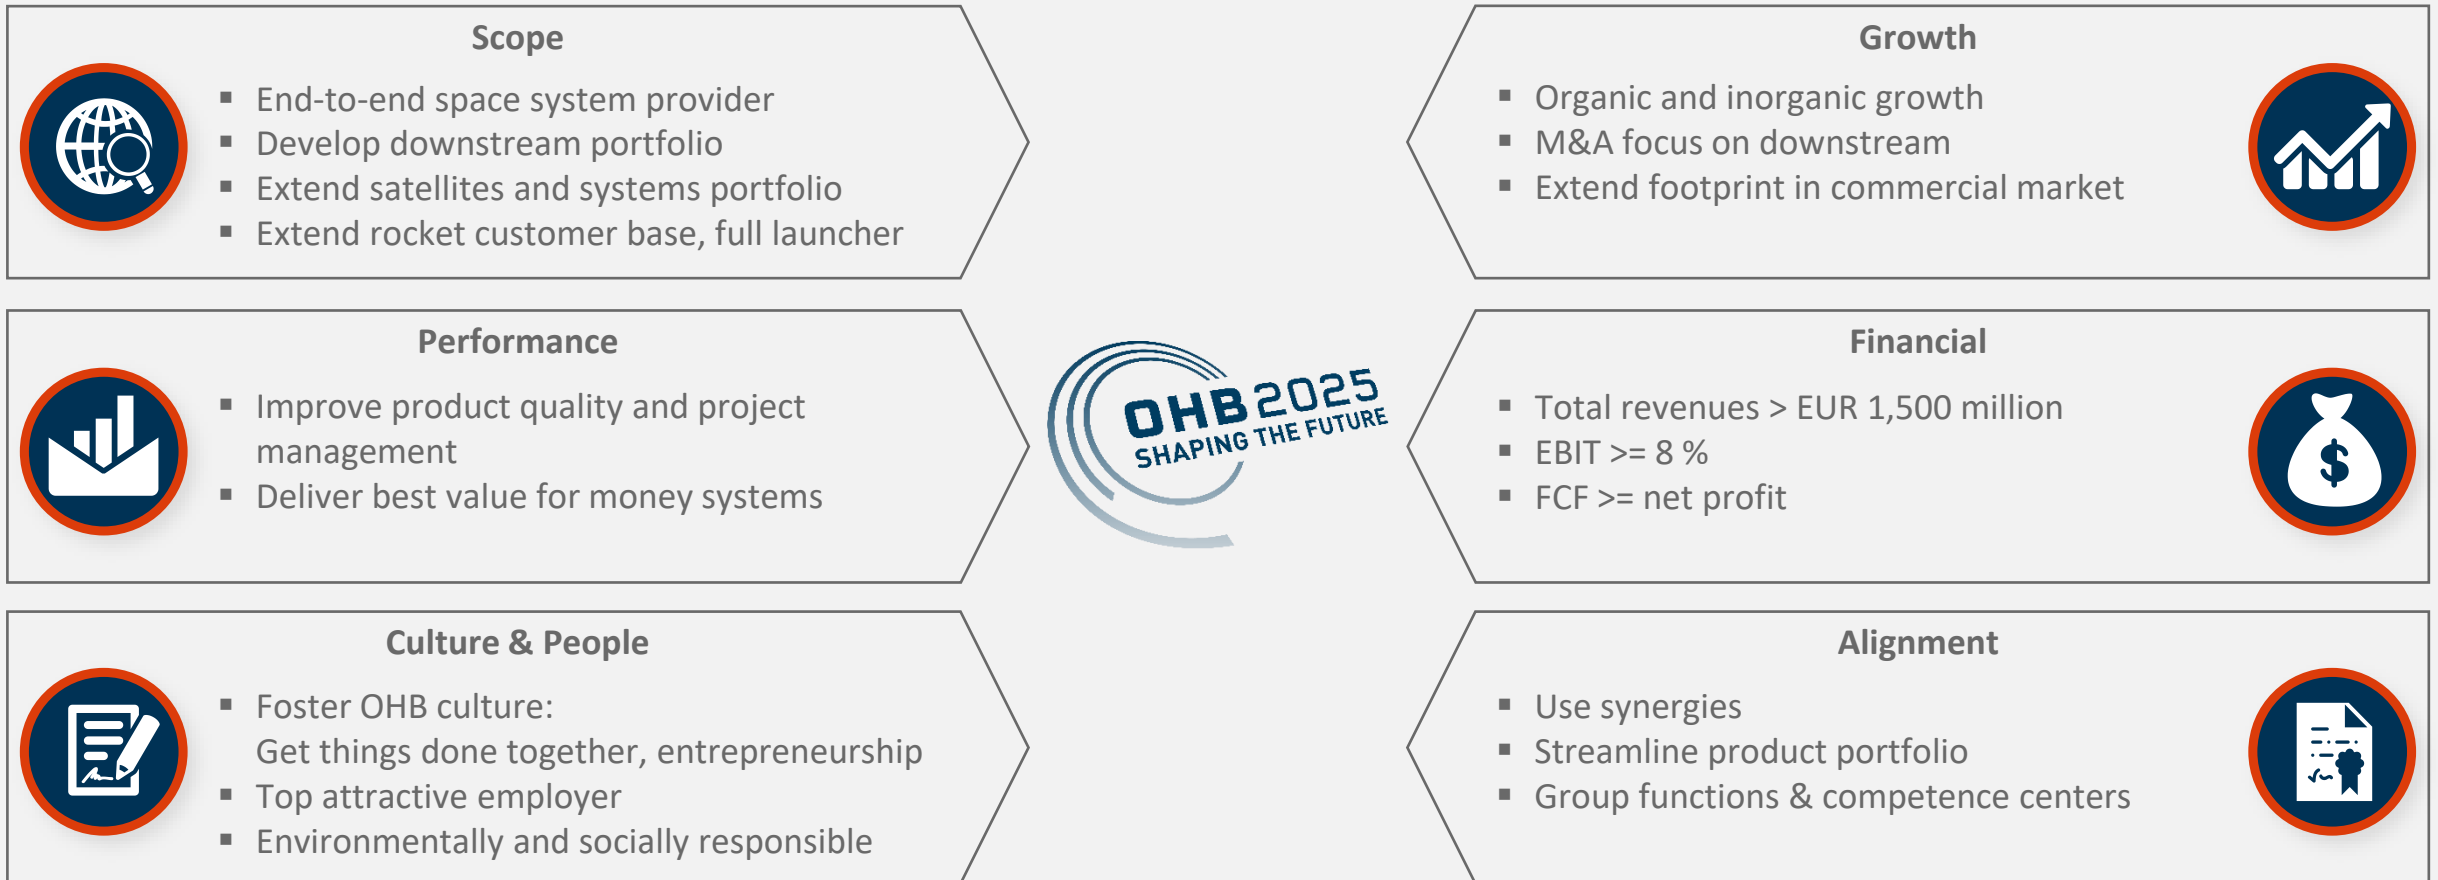 Scope
▪ End-to-end space system provider
▪ Develop downstream portfolio
▪ Extend satellites and systems portfolio
▪ Extend rocket customer base, full launcher
Growth
▪ Organic and inorganic growth
▪ M&A focus on downstream
▪ Extend footprint in commercial market
Performance
▪ Improve product quality and project
management
▪ Deliver best value for money systems
OHB 2025
SHAPING THE FUTURE
Financial
▪ Total revenues > EUR 1,500 million
▪ EBIT >= 8 %
▪ FCF >= net profit
$
Culture & People
▪ Foster OHB culture:
Get things done together, entrepreneurship
▪ Top attractive employer
▪ Environmentally and socially responsible
Alignment
▪ Use synergies
▪ Streamline product portfolio
▪ Group functions & competence centers